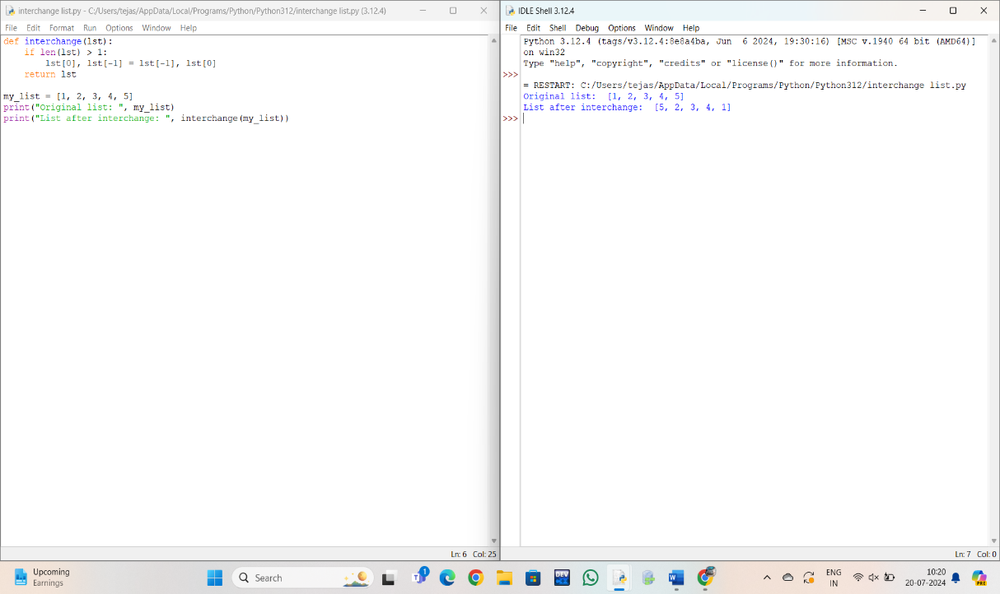 interchange list.py - C:/Users/tejas/AppData/Local/Programs/Python/Python312/interchange list.py (3.12.4)
File Edit Format Run Options Window Help
def interchange(lst):
    if len(lst) > 1:
        lst[0], lst[-1] = lst[-1], lst[0]
    return lst
my_list = [1, 2, 3, 4, 5]
print("Original list: ", my_list)
print("List after interchange: ", interchange(my_list))
Ln: 6 Col: 25
IDLE Shell 3.12.4
File Edit Shell Debug Options Window Help
Python 3.12.4 (tags/v3.12.4:8e8a4ba, Jun  6 2024, 19:30:16) [MSC v.1940 64 bit (AMD64)]
on win32
Type "help", "copyright", "credits" or "license()" for more information.
>>>
= RESTART: C:/Users/tejas/AppData/Local/Programs/Python/Python312/interchange list.py
Original list:  [1, 2, 3, 4, 5]
List after interchange:  [5, 2, 3, 4, 1]
>>>
Ln: 7 Col: 0
Upcoming
Earnings
Search
T
1
DEV
W
ENG
IN
10:20
20-07-2024
PRE